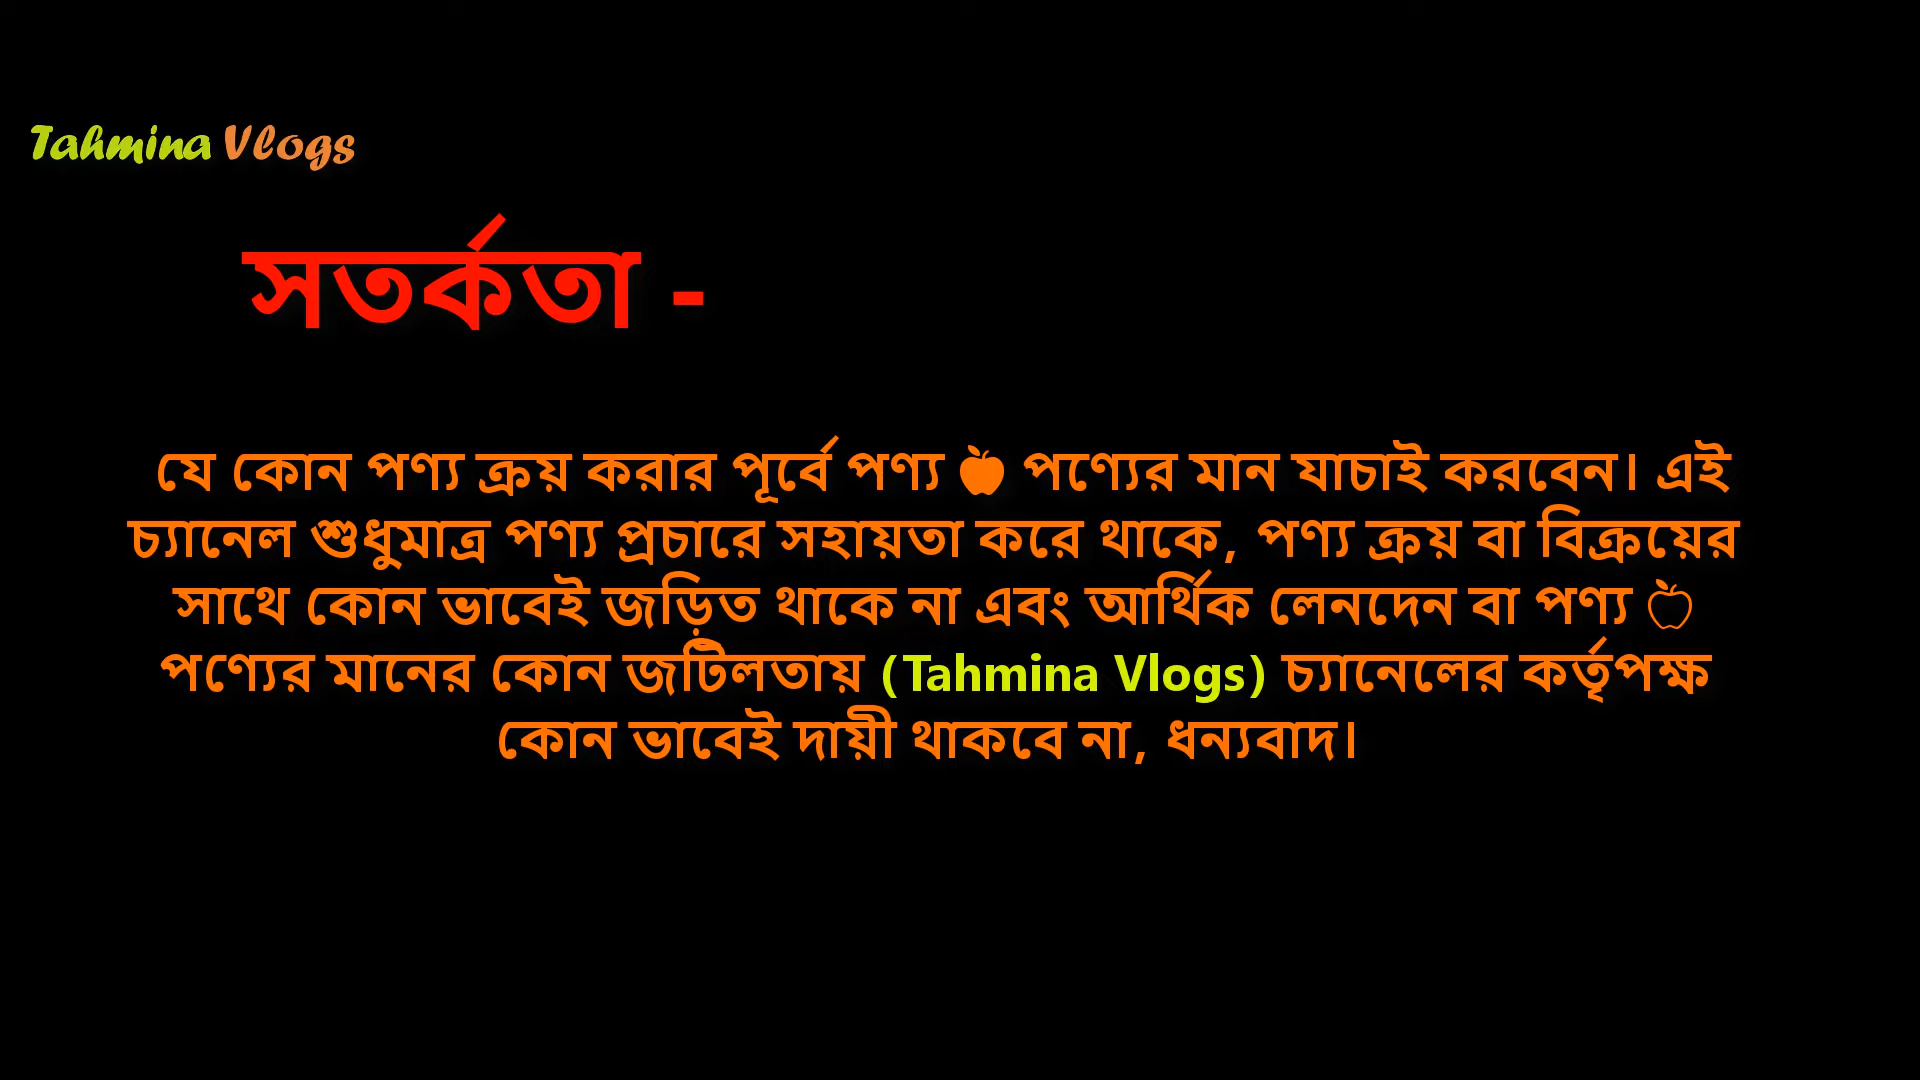 Tahmina Vlogs
সতর্কতা -
যে কোন পণ্য ক্রয় করার পূর্বে পণ্য 🍎 পণ্যের মান যাচাই করবেন। এই
চ্যানেল শুধুমাত্র পণ্য প্রচারে সহায়তা করে থাকে, পণ্য ক্রয় বা বিক্রয়ের
সাথে কোন ভাবেই জড়িত থাকে না এবং আর্থিক লেনদেন বা পণ্য 🍎
পণ্যের মানের কোন জটিলতায় (Tahmina Vlogs) চ্যানেলের কর্তৃপক্ষ
কোন ভাবেই দায়ী থাকবে না, ধন্যবাদ।